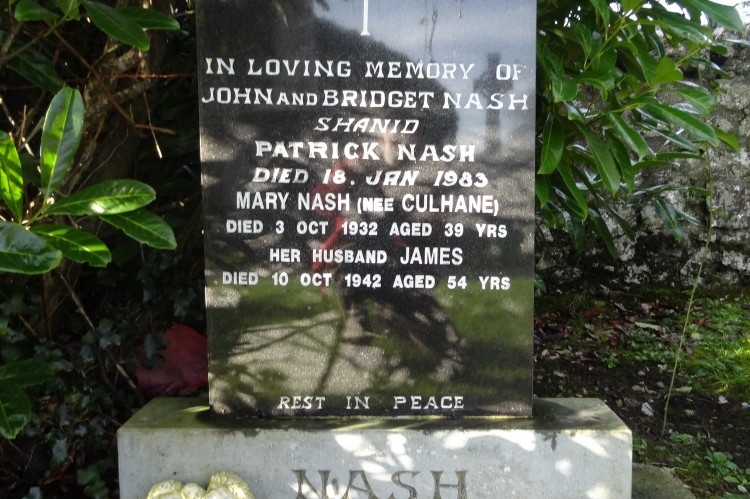 IN LOVING MEMORY OF
JOHN AND BRIDGET NASH
SHANID
PATRICK NASH
DIED 18. JAN 1983
MARY NASH (NEE CULHANE)
DIED 3 OCT 1932 AGED 39 YRS
HER HUSBAND JAMES
DIED 10 OCT 1942 AGED 54 YRS
REST IN PEACE
NASH